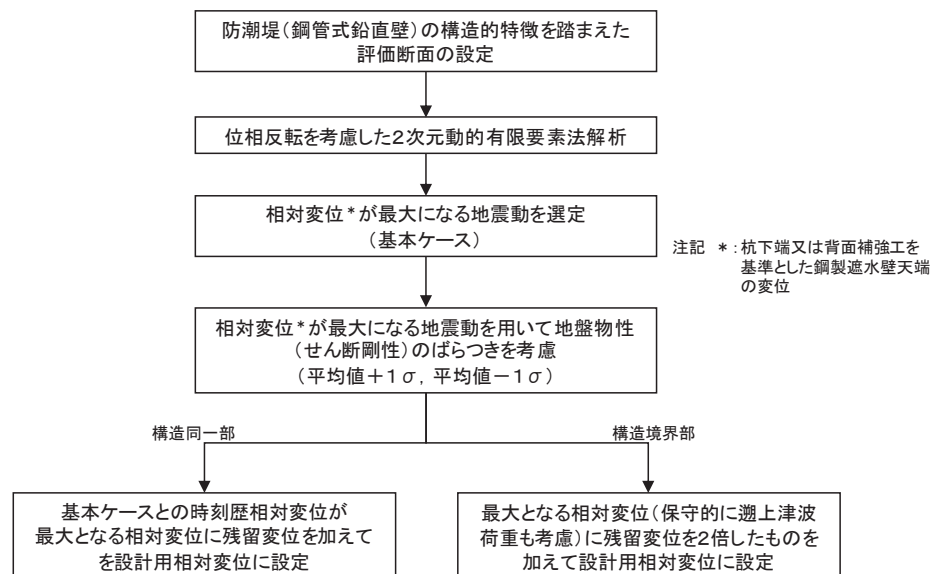 防潮堤(鋼管式鉛直壁)の構造的特徴を踏まえた
評価断面の設定
位相反転を考慮した2次元動的有限要素法解析
相対変位*が最大になる地震動を選定
(基本ケース)
注記 *:杭下端又は背面補強工を
基準とした鋼製遮水壁天端
の変位
相対変位*が最大になる地震動を用いて地盤物性
(せん断剛性)のばらつきを考慮
(平均値+1σ, 平均値-1σ)
構造同一部
構造境界部
基本ケースとの時刻歴相対変位が
最大となる相対変位に残留変位を加えて
を設計用相対変位に設定
最大となる相対変位(保守的に遡上津波
荷重も考慮)に残留変位を2倍したものを
加えて設計用相対変位に設定